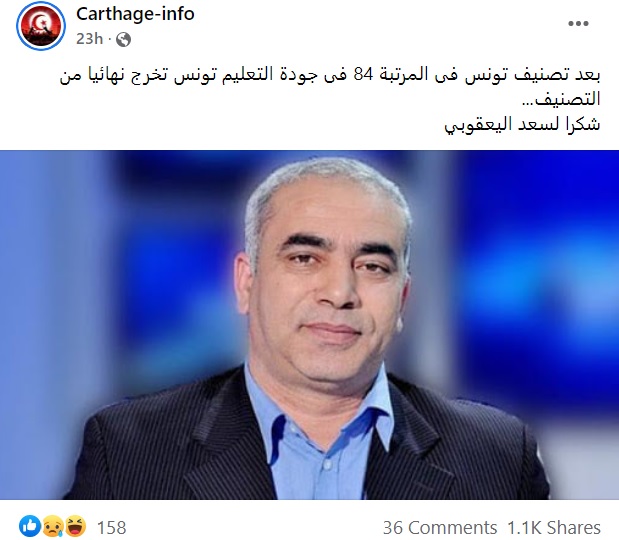 Carthage-info
23h ·
بعد تصنيف تونس فى المرتبة 84 فى جودة التعليم تونس تخرج نهائيا من
التصنيف...
شكرا لسعد اليعقوبي
158
36 Comments 1.1K Shares